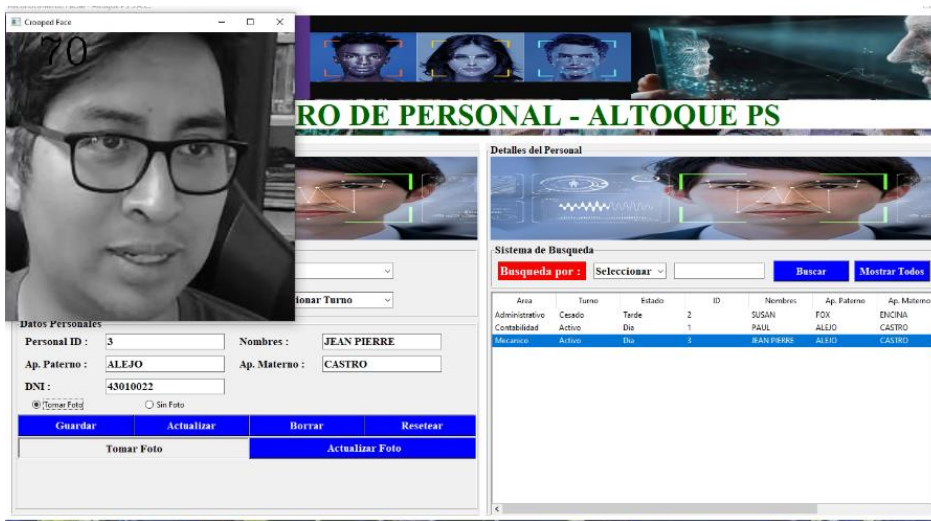 Cropped Face
70
RO DE PERSONAL - ALTOQUE PS
Detalles del Personal
Sistema de Busqueda
Busqueda por : Seleccionar Buscar Mostrar Todos
ionar Turno
Area Turno Estado ID Nombres Ap. Paterno Ap. Materno
Administrativo Cesado Tarde 2 SUSAN FOX ENCINA
Contabilidad Activo Dia 1 PAUL ALEJO CASTRO
Mecanico Activo Dia 3 JEAN PIERRE ALEJO CASTRO
Datos Personales
Personal ID : 3 Nombres : JEAN PIERRE
Ap. Paterno : ALEJO Ap. Materno : CASTRO
DNI : 43010022
Tomar Foto Sin Foto
Guardar Actualizar Borrar Resetear
Tomar Foto Actualizar Foto